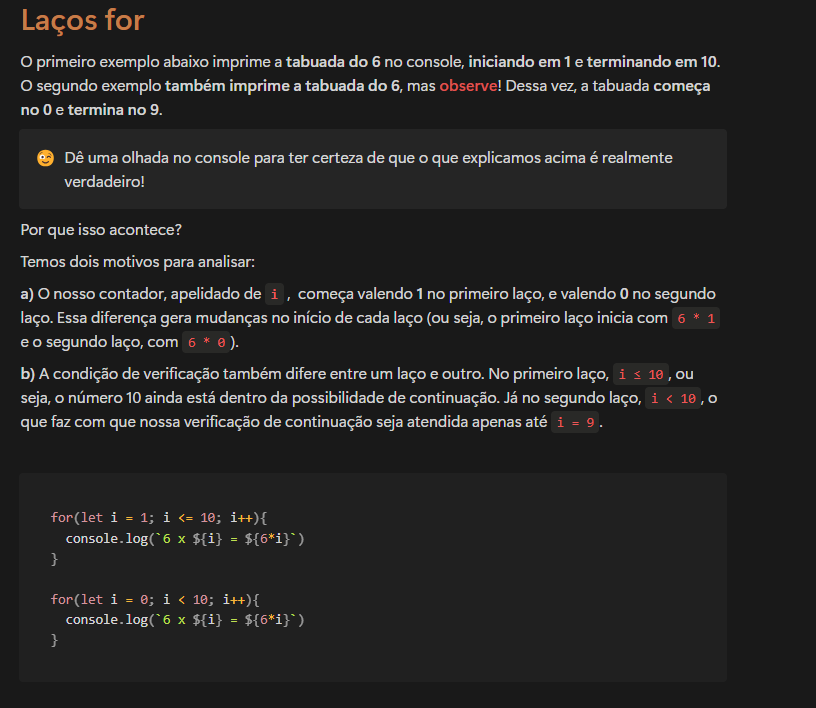 Laços for
O primeiro exemplo abaixo imprime a tabuada do 6 no console, iniciando em 1 e terminando em 10.
O segundo exemplo também imprime a tabuada do 6, mas observe! Dessa vez, a tabuada começa
no 0 e termina no 9.
Dê uma olhada no console para ter certeza de que o que explicamos acima é realmente
verdadeiro!
Por que isso acontece?
Temos dois motivos para analisar:
a) O nosso contador, apelidado de i, começa valendo 1 no primeiro laço, e valendo 0 no segundo
laço. Essa diferença gera mudanças no início de cada laço (ou seja, o primeiro laço inicia com 6 * 1
e o segundo laço, com 6 * 0).
b) A condição de verificação também difere entre um laço e outro. No primeiro laço, i ≤ 10, ou
seja, o número 10 ainda está dentro da possibilidade de continuação. Já no segundo laço, i < 10, o
que faz com que nossa verificação de continuação seja atendida apenas até i = 9.
for(let i = 1; i <= 10; i++){
  console.log(`6 x ${i} = ${6*i}`)
}
for(let i = 0; i < 10; i++){
  console.log(`6 x ${i} = ${6*i}`)
}